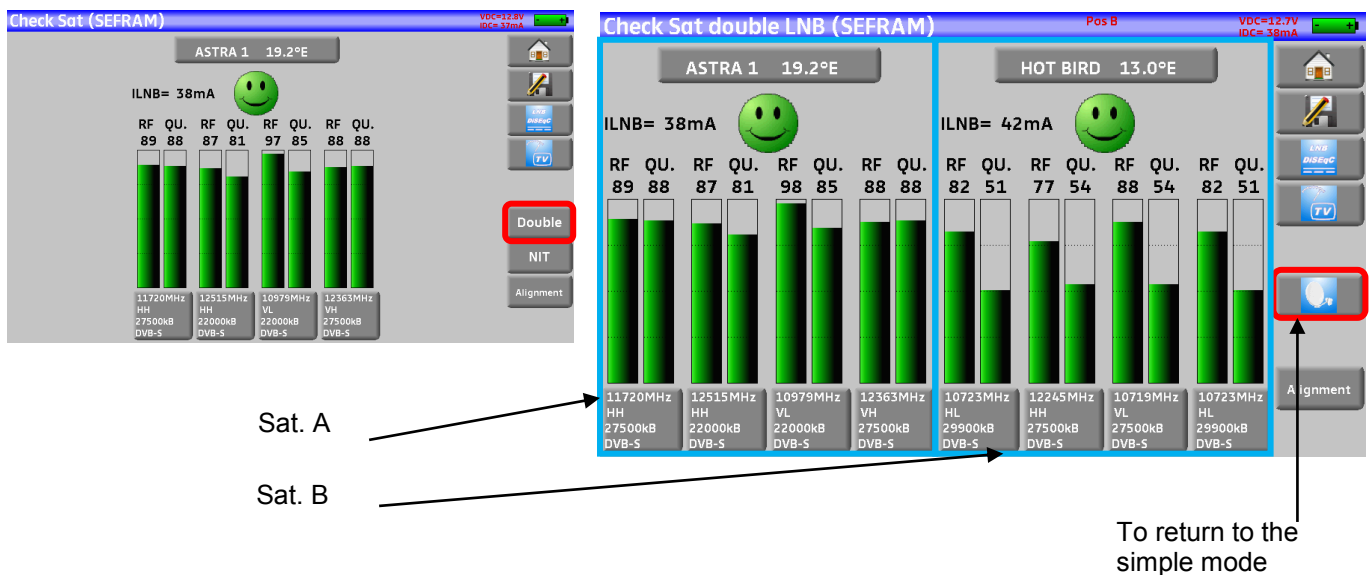 Check Sat (SEFRAM)
VDC=12.8V
IDC= 37mA
- +
ASTRA 1 19.2°E
ILNB= 38mA
RF QU. RF QU. RF QU. RF QU.
89 88 87 81 97 85 88 88
11720MHz 12515MHz 10979MHz 12363MHz
HH HH VL VH
27500kB 22000kB 22000kB 27500kB
DVB-S DVB-S DVB-S DVB-S
LNB
DiSEqC
TV
Double
NIT
Alignment
Check Sat double LNB (SEFRAM)
Pos B
VDC=12.7V
IDC= 38mA
- +
ASTRA 1 19.2°E
ILNB= 38mA
RF QU. RF QU. RF QU. RF QU.
89 88 87 81 98 85 88 88
11720MHz 12515MHz 10979MHz 12363MHz
HH HH VL VH
27500kB 22000kB 22000kB 27500kB
DVB-S DVB-S DVB-S DVB-S
HOT BIRD 13.0°E
ILNB= 42mA
RF QU. RF QU. RF QU. RF QU.
82 51 77 54 88 54 82 51
10723MHz 12245MHz 10719MHz 10723MHz
HL HH VL HL
29900kB 27500kB 27500kB 29900kB
DVB-S DVB-S DVB-S DVB-S
LNB
DiSEqC
TV
Alignment
Sat. A
Sat. B
To return to the
simple mode